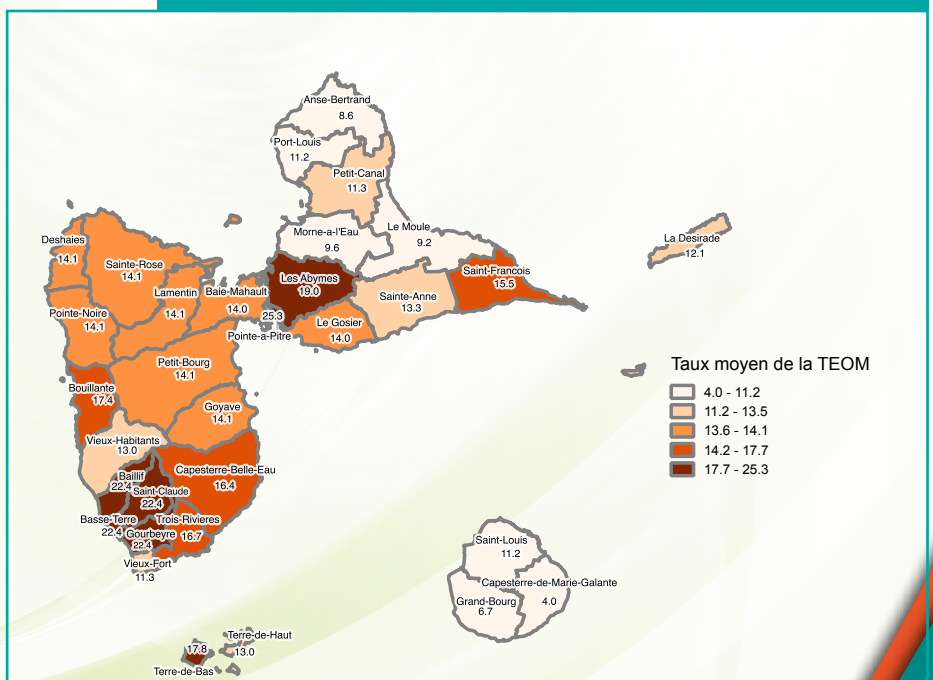 Anse-Bertrand
8.6
Port-Louis
11.2
Petit-Canal
11.3
Morne-a-l'Eau
9.6
Le Moule
9.2
La Desirade
12.1
Deshaies
14.1
Sainte-Rose
14.1
Lamentin
14.1
Baie-Mahault
14.0
Les Abymes
19.0
25.3
Pointe-a-Pitre
Le Gosier
14.0
Sainte-Anne
13.3
Saint-Francois
15.5
Pointe-Noire
14.1
Petit-Bourg
14.1
Bouillante
17.4
Goyave
14.1
Vieux-Habitants
13.0
Capesterre-Belle-Eau
16.4
Baillif
22.4
Saint-Claude
22.4
Basse-Terre
22.4
Gourbeyre
22.4
Trois-Rivieres
16.7
Vieux-Fort
11.3
Taux moyen de la TEOM
4.0 - 11.2
11.2 - 13.5
13.6 - 14.1
14.2 - 17.7
17.7 - 25.3
Saint-Louis
11.2
Capesterre-de-Marie-Galante
4.0
Grand-Bourg
6.7
Terre-de-Haut
13.0
17.8
Terre-de-Bas